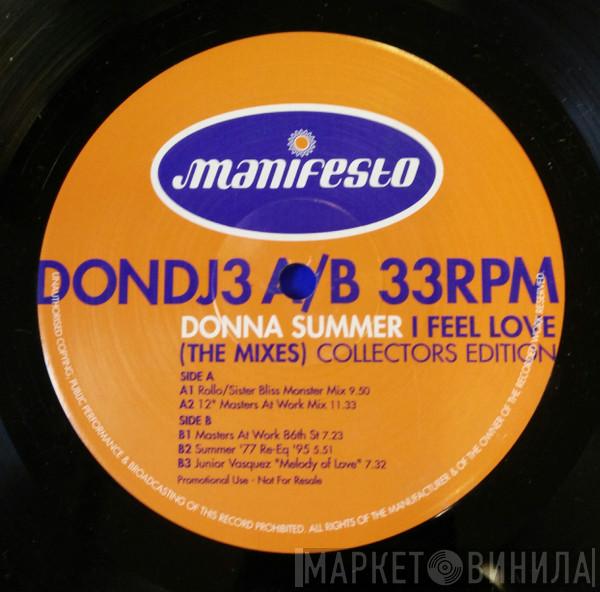 manifesto
DONDJ3 A/B 33RPM
DONNA SUMMER I FEEL LOVE
(THE MIXES) COLLECTORS EDITION
SIDE A
A1 Rollo/Sister Bliss Monster Mix 9.50
A2 12" Masters At Work Mix 11.33
SIDE B
B1 Masters At Work 86th St 7.23
B2 Summer '77 Re-Eq '95 5.51
B3 Junior Vasquez "Melody of Love" 7.32
Promotional Use - Not For Resale
UNAUTHORISED COPYING, PUBLIC PERFORMANCE & BROADCASTING OF THIS RECORD PROHIBITED. ALL RIGHTS OF THE MANUFACTURER & OF THE OWNER OF THE RECORDED WORK RESERVED.
МАРКЕТ ВИНИЛА